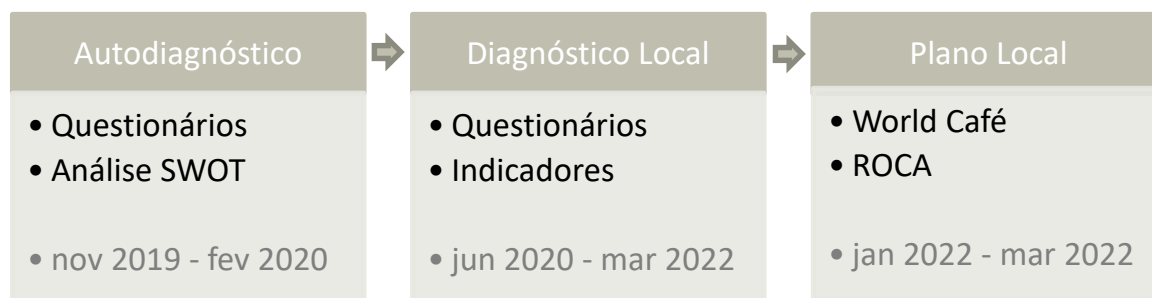 Autodiagnóstico
• Questionários
• Análise SWOT
• nov 2019 - fev 2020
Diagnóstico Local
• Questionários
• Indicadores
• jun 2020 - mar 2022
Plano Local
• World Café
• ROCA
• jan 2022 - mar 2022